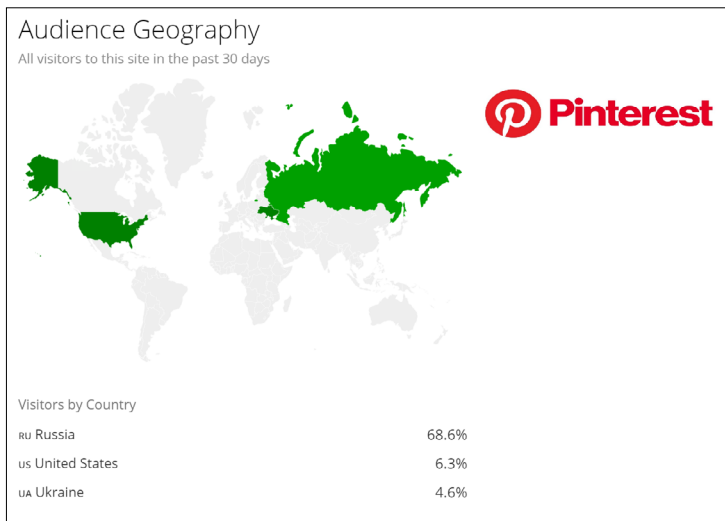 Audience Geography
All visitors to this site in the past 30 days
Pinterest
Visitors by Country
RU Russia 68.6%
US United States 6.3%
UA Ukraine 4.6%